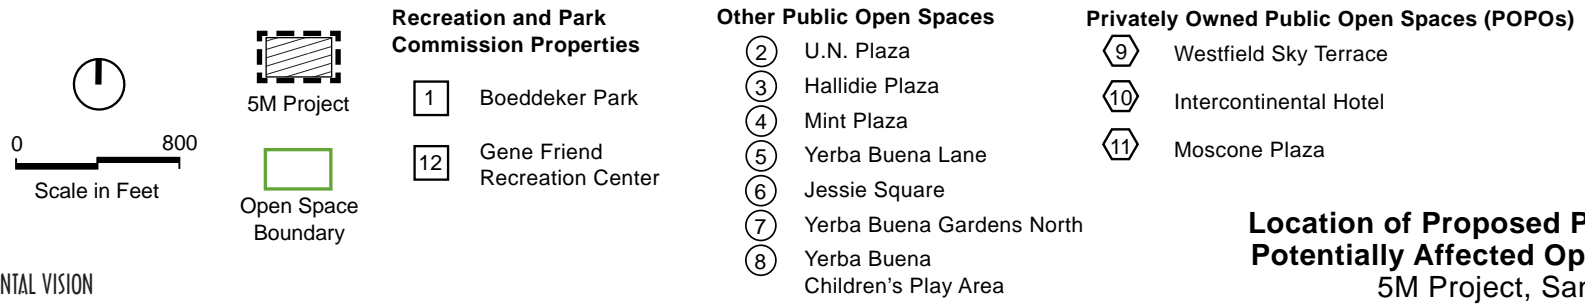 0 800
Scale in Feet
5M Project
Open Space
Boundary
Recreation and Park
Commission Properties
1 Boeddeker Park
12 Gene Friend
Recreation Center
Other Public Open Spaces
2 U.N. Plaza
3 Hallidie Plaza
4 Mint Plaza
5 Yerba Buena Lane
6 Jessie Square
7 Yerba Buena Gardens North
8 Yerba Buena
Children's Play Area
Privately Owned Public Open Spaces (POPOs)
9 Westfield Sky Terrace
10 Intercontinental Hotel
11 Moscone Plaza
Location of Proposed P
Potentially Affected Op
5M Project, Sar
NTAL VISION